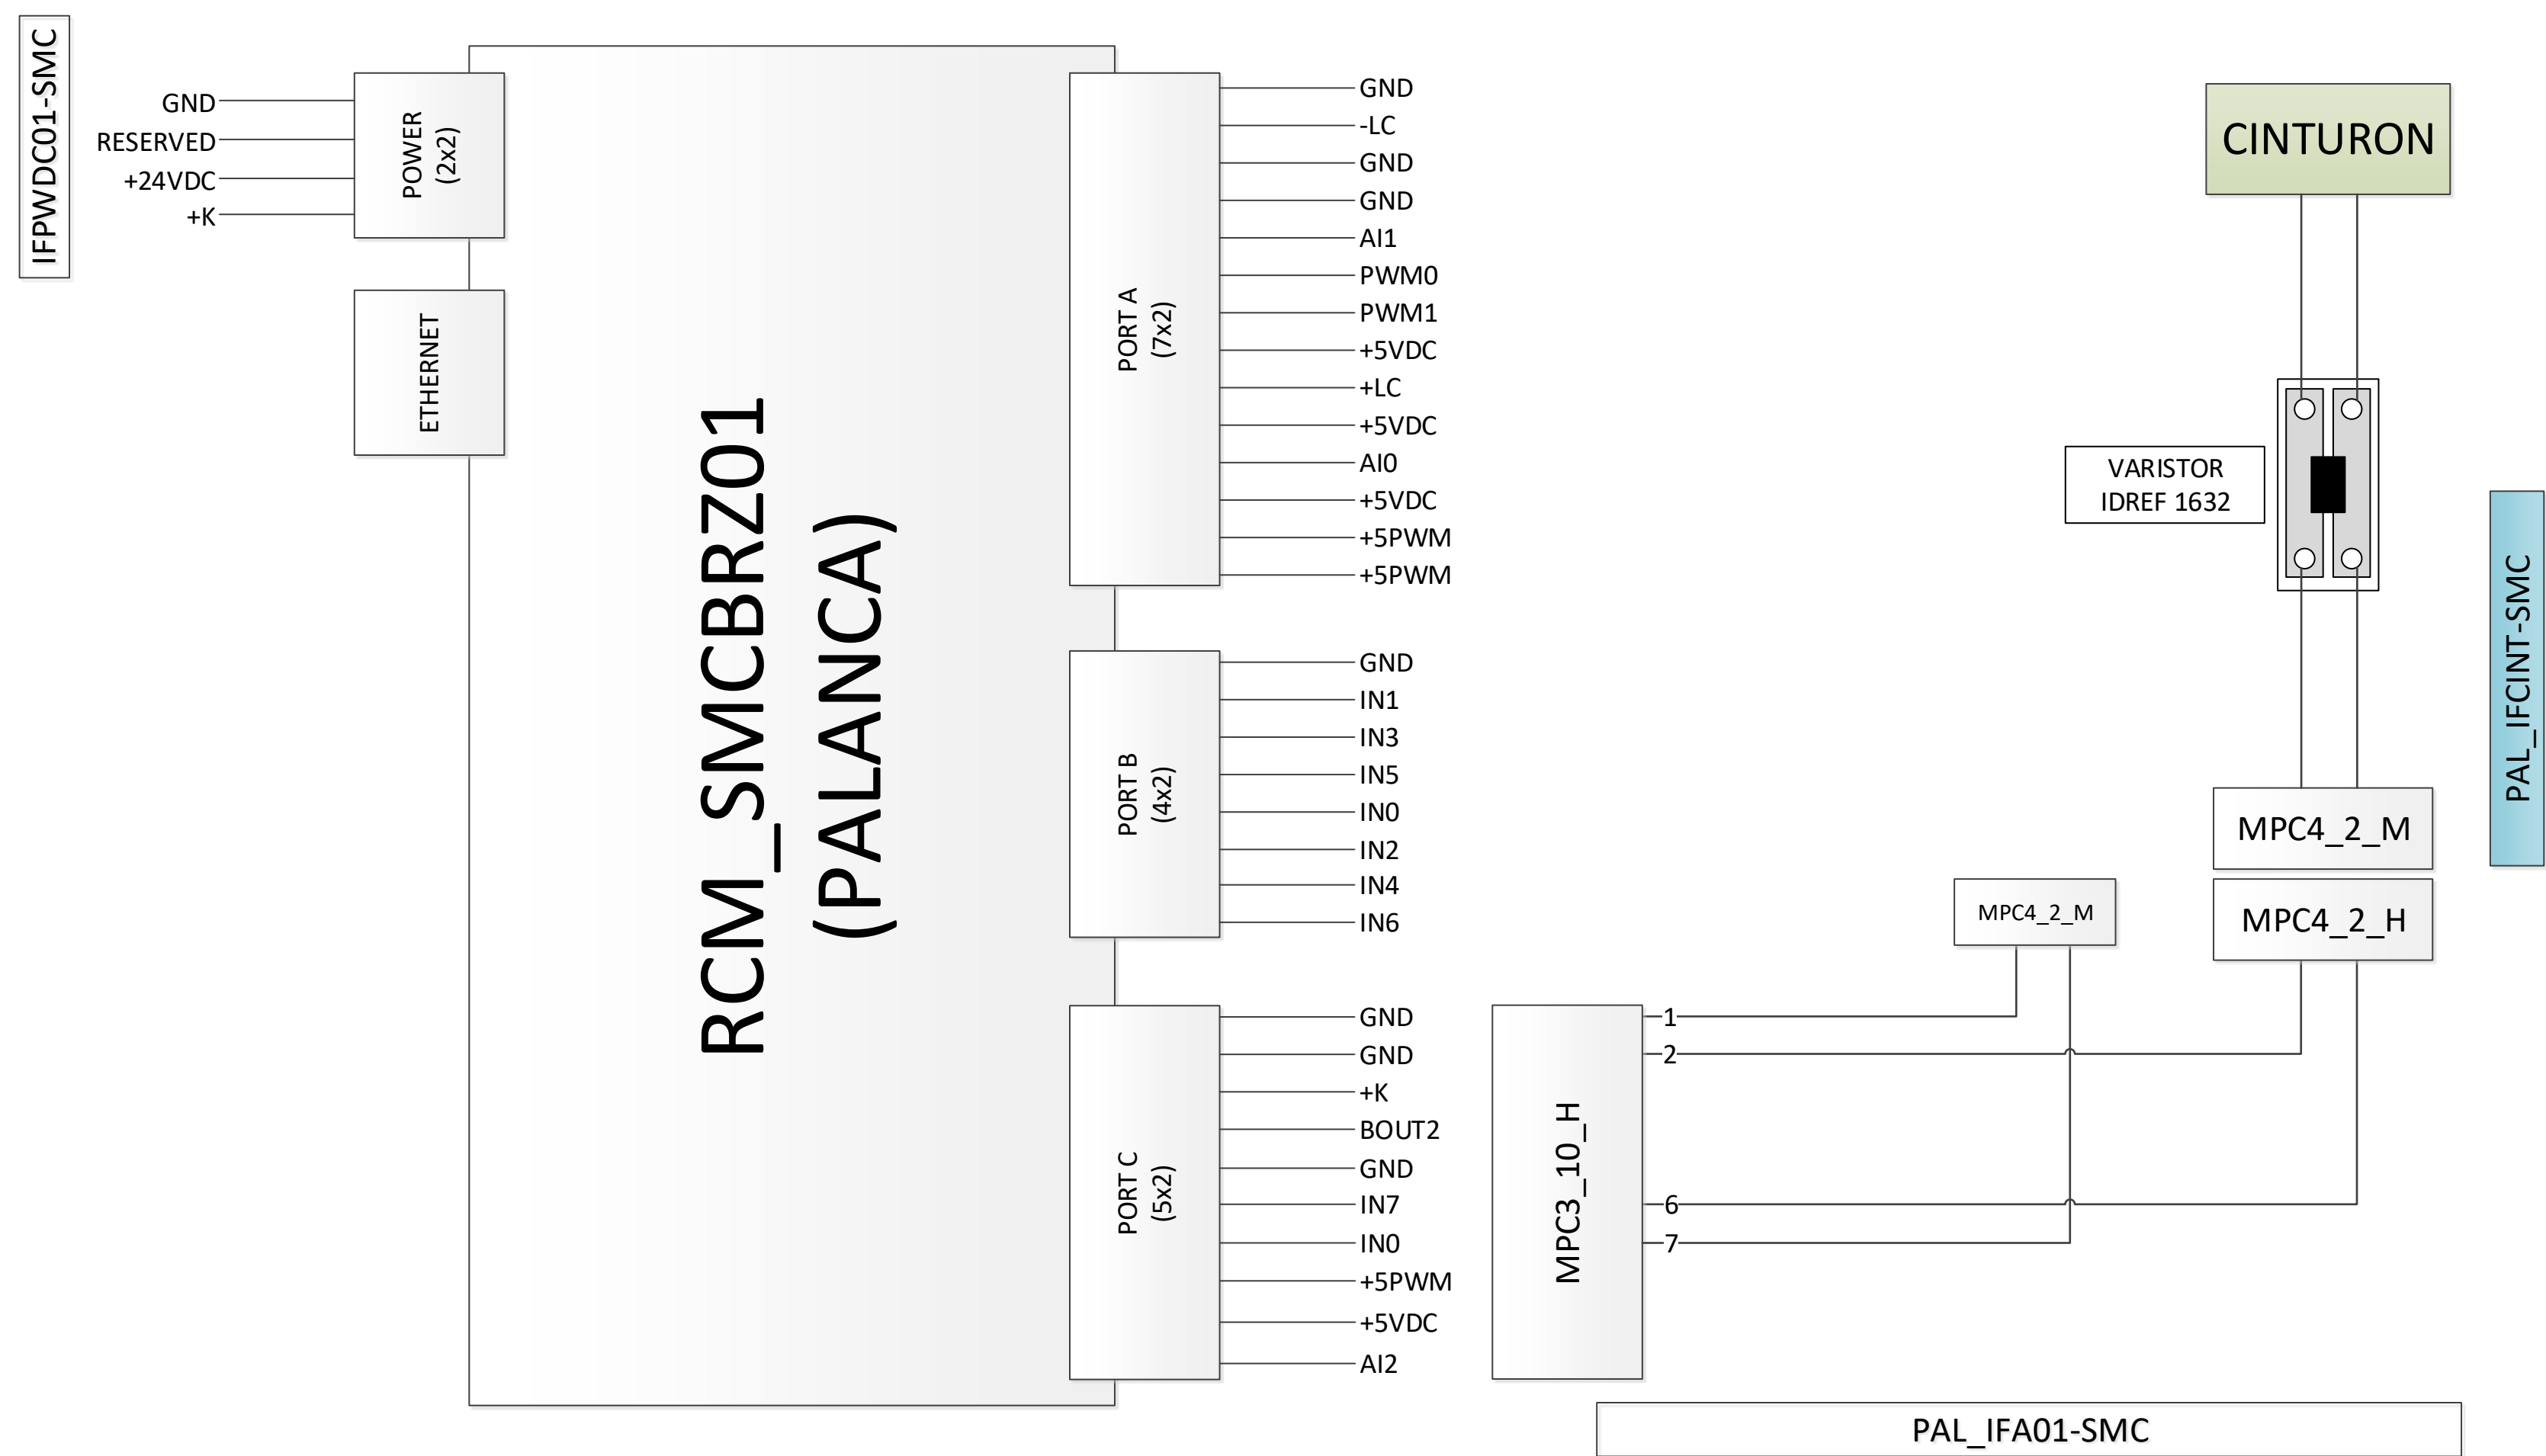 IFPWDC01-SMC
GND
RESERVED
+24VDC
+K
POWER
(2x2)
ETHERNET
RCM_SMCBRZ01
(PALANCA)
PORT A
(7x2)
GND
-LC
GND
GND
AI1
PWM0
PWM1
+5VDC
+LC
+5VDC
AI0
+5VDC
+5PWM
+5PWM
PORT B
(4x2)
GND
IN1
IN3
IN5
IN0
IN2
IN4
IN6
PORT C
(5x2)
GND
GND
+K
BOUT2
GND
IN7
IN0
+5PWM
+5VDC
AI2
MPC3_10_H
1
2
6
7
MPC4_2_M
CINTURON
VARISTOR
IDREF 1632
MPC4_2_M
MPC4_2_H
PAL_IFCINT-SMC
PAL_IFA01-SMC